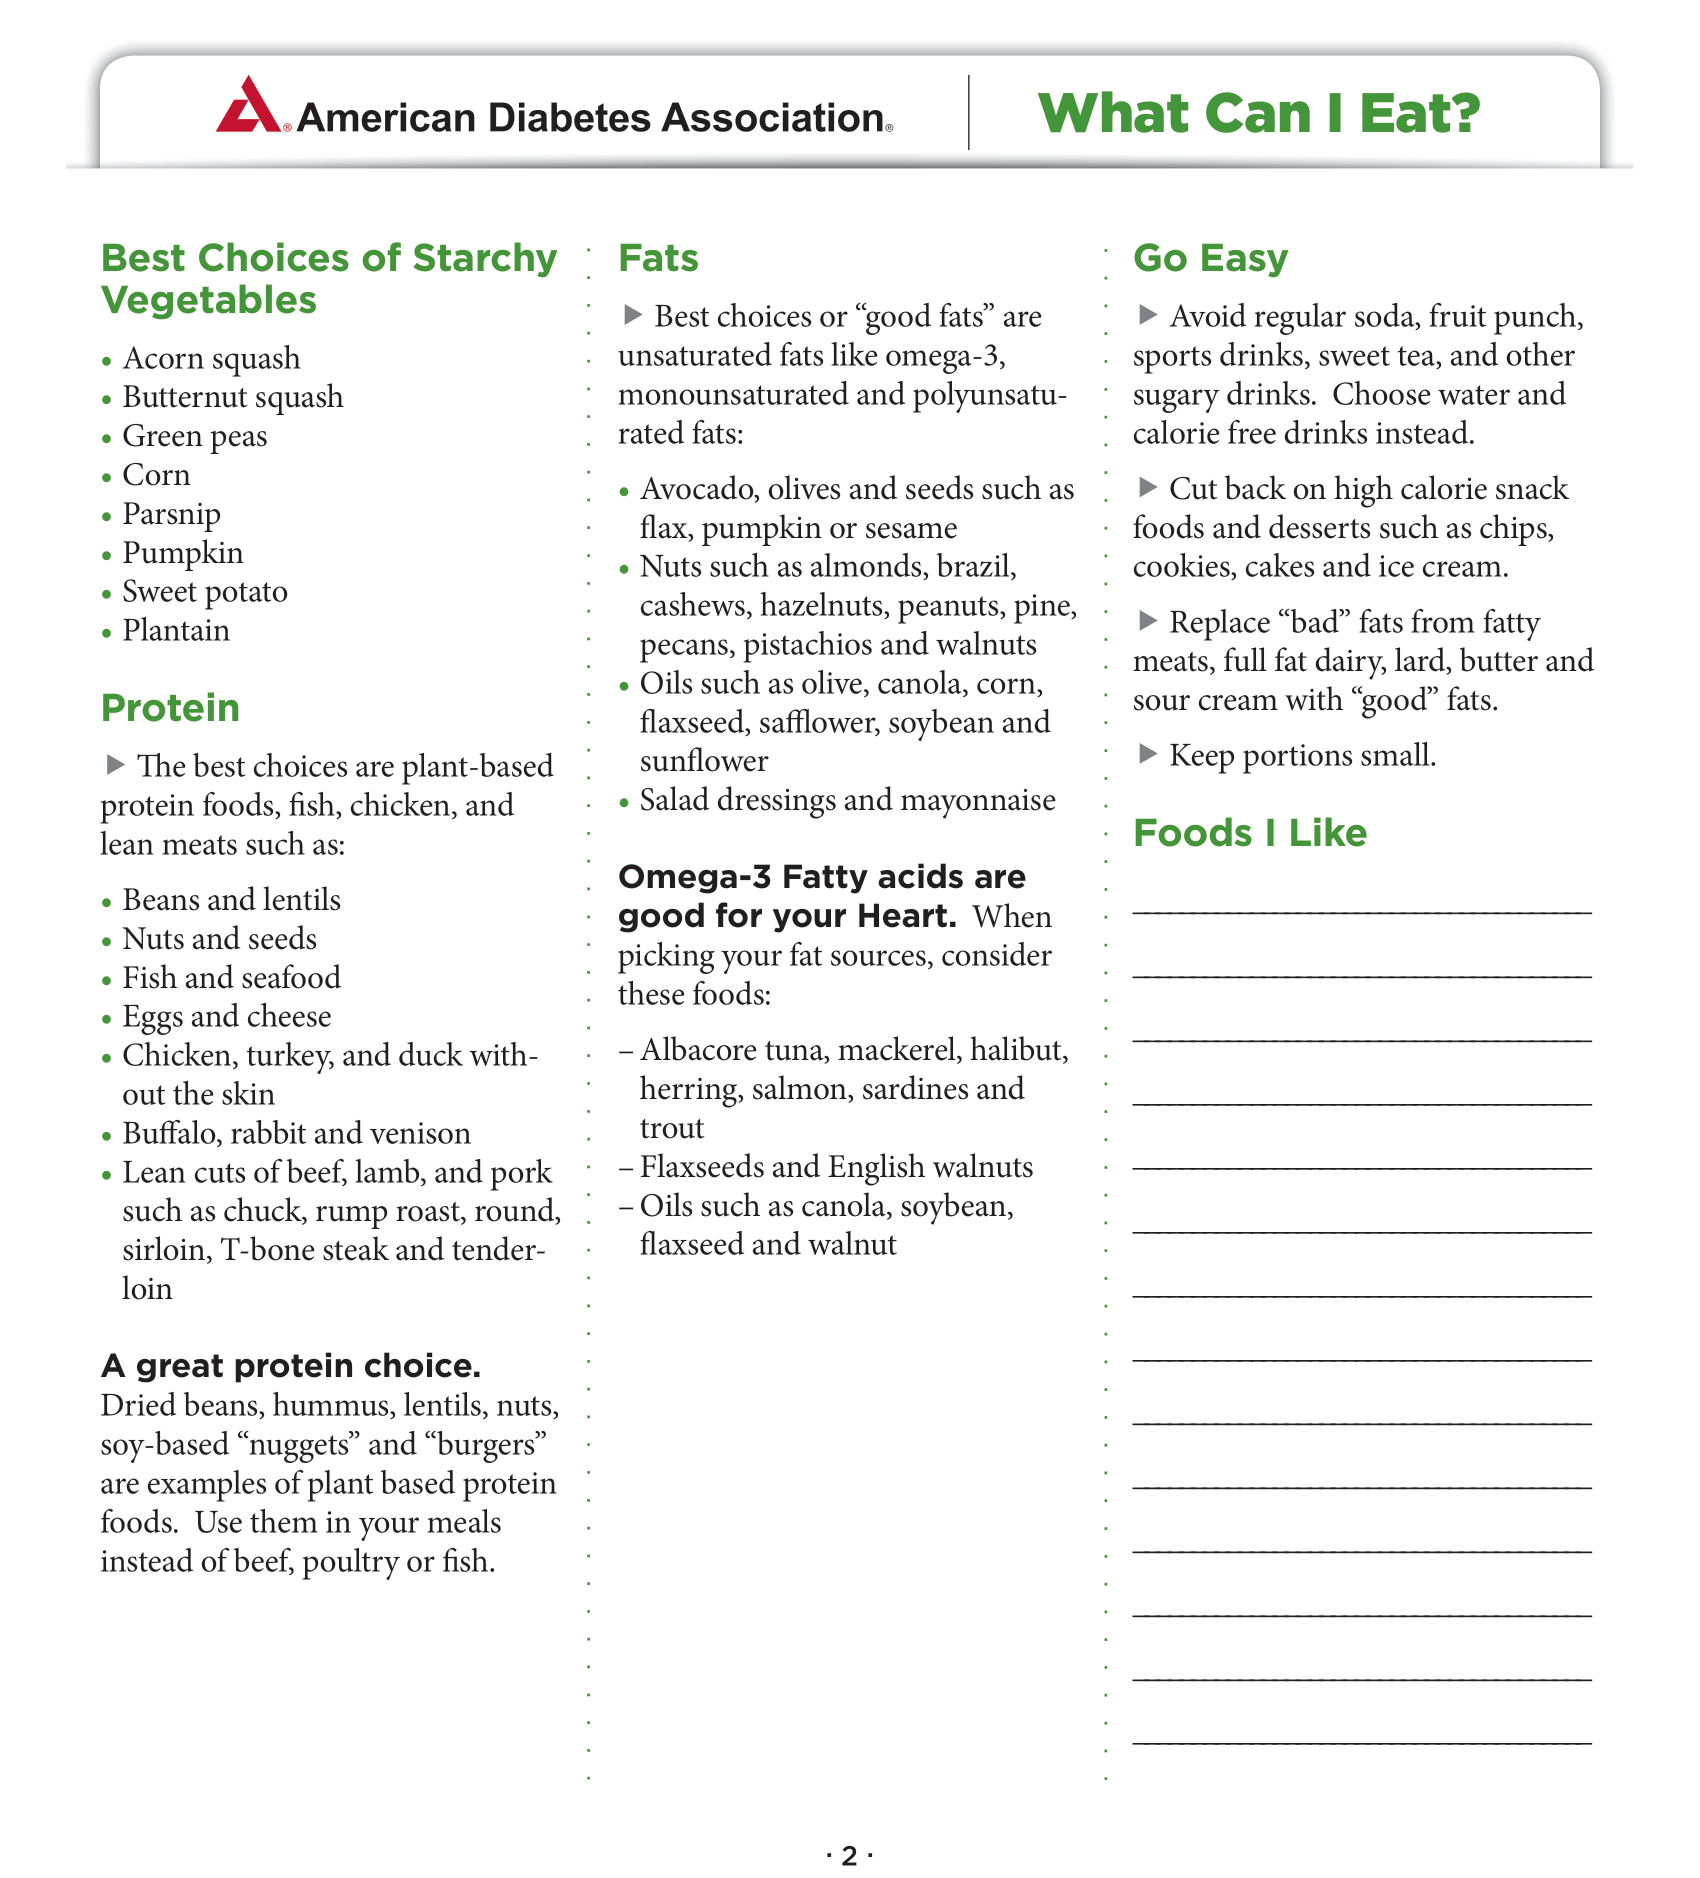 American Diabetes Association®
What Can I Eat?
Best Choices of Starchy
Vegetables
• Acorn squash
• Butternut squash
• Green peas
• Corn
• Parsnip
• Pumpkin
• Sweet potato
• Plantain
Protein
▶ The best choices are plant-based
protein foods, fish, chicken, and
lean meats such as:
• Beans and lentils
• Nuts and seeds
• Fish and seafood
• Eggs and cheese
• Chicken, turkey, and duck with-
out the skin
• Buffalo, rabbit and venison
• Lean cuts of beef, lamb, and pork
such as chuck, rump roast, round,
sirloin, T-bone steak and tender-
loin
A great protein choice.
Dried beans, hummus, lentils, nuts,
soy-based “nuggets” and “burgers”
are examples of plant based protein
foods.  Use them in your meals
instead of beef, poultry or fish.
Fats
▶ Best choices or “good fats” are
unsaturated fats like omega-3,
monounsaturated and polyunsatu-
rated fats:
• Avocado, olives and seeds such as
flax, pumpkin or sesame
• Nuts such as almonds, brazil,
cashews, hazelnuts, peanuts, pine,
pecans, pistachios and walnuts
• Oils such as olive, canola, corn,
flaxseed, safflower, soybean and
sunflower
• Salad dressings and mayonnaise
Omega-3 Fatty acids are
good for your Heart.  When
picking your fat sources, consider
these foods:
– Albacore tuna, mackerel, halibut,
herring, salmon, sardines and
trout
– Flaxseeds and English walnuts
– Oils such as canola, soybean,
flaxseed and walnut
Go Easy
▶ Avoid regular soda, fruit punch,
sports drinks, sweet tea, and other
sugary drinks.  Choose water and
calorie free drinks instead.
▶ Cut back on high calorie snack
foods and desserts such as chips,
cookies, cakes and ice cream.
▶ Replace “bad” fats from fatty
meats, full fat dairy, lard, butter and
sour cream with “good” fats.
▶ Keep portions small.
Foods I Like
· 2 ·